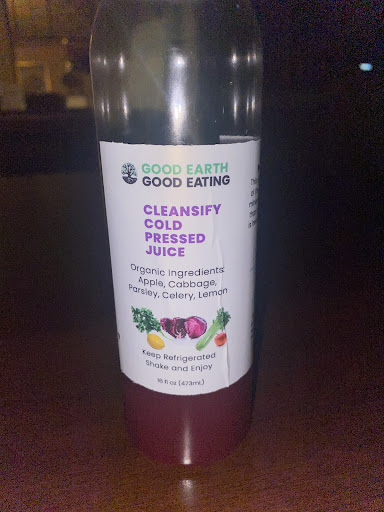 GOOD EARTH
GOOD EATING
CLEANSIFY
COLD
PRESSED
JUICE
Organic Ingredients:
Apple, Cabbage,
Parsley, Celery, Lemon
Keep Refrigerated
Shake and Enjoy
16 fl oz (473mL)